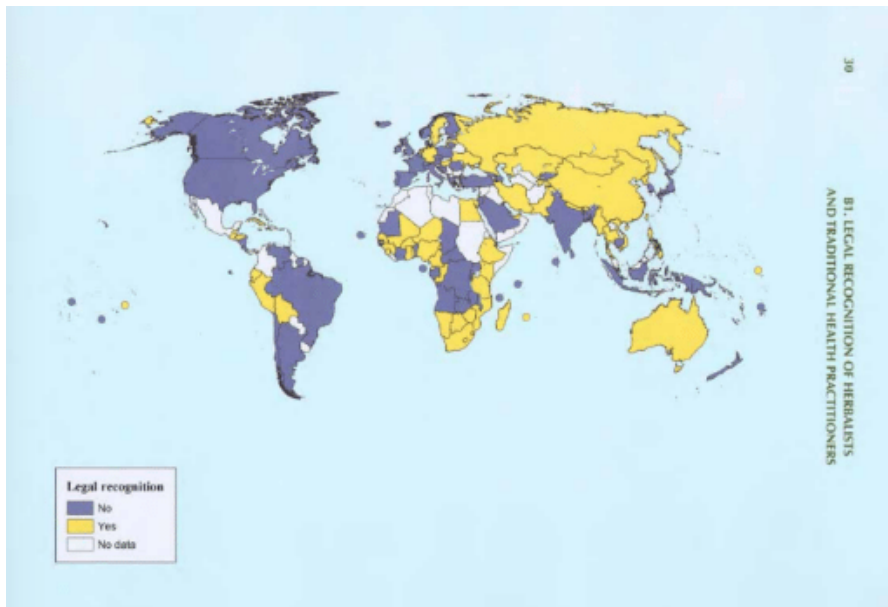 30
B1. LEGAL RECOGNITION OF HERBALISTS
AND TRADITIONAL HEALTH PRACTITIONERS
Legal recognition
No
Yes
No data